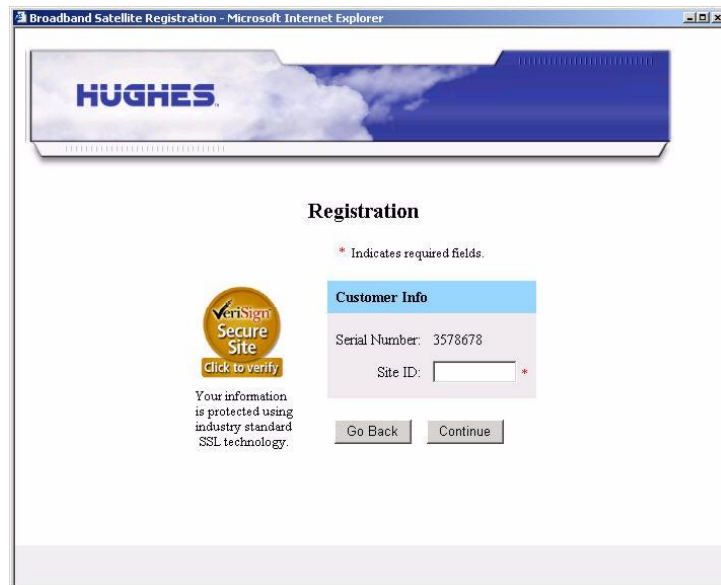 Broadband Satellite Registration - Microsoft Internet Explorer
HUGHES
Registration
* Indicates required fields.
Customer Info
Serial Number: 3578678
Site ID: *
VeriSign
Secure
Site
Click to verify
Your information
is protected using
industry standard
SSL technology.
Go Back Continue